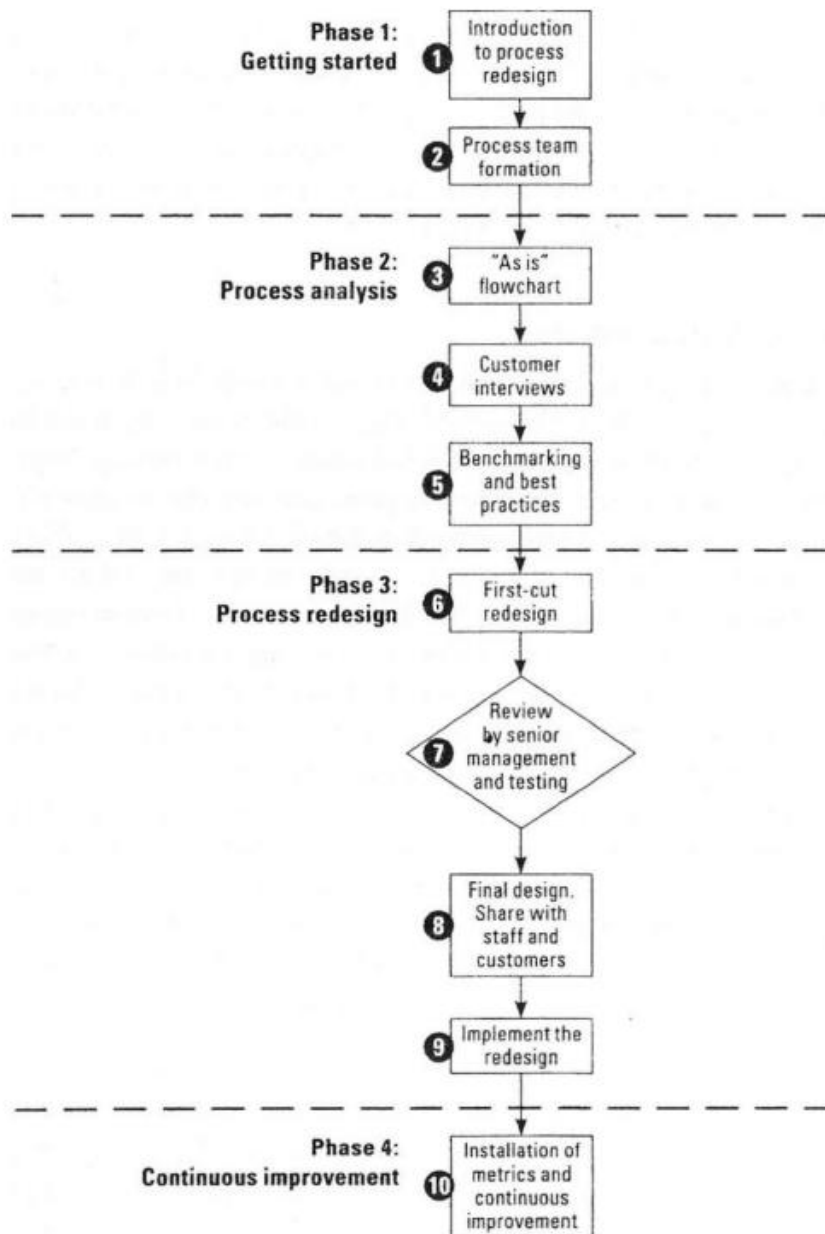 Phase 1:
Getting started
1
Introduction
to process
redesign
2
Process team
formation
Phase 2:
Process analysis
3
"As is"
flowchart
4
Customer
interviews
5
Benchmarking
and best
practices
Phase 3:
Process redesign
6
First-cut
redesign
7
Review
by senior
management
and testing
8
Final design.
Share with
staff and
customers
9
Implement the
redesign
Phase 4:
Continuous improvement
10
Installation of
metrics and
continuous
improvement